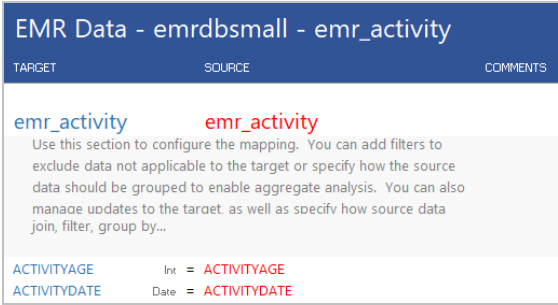 EMR Data - emrdbsmall - emr_activity
TARGET SOURCE COMMENTS
emr_activity emr_activity
Use this section to configure the mapping. You can add filters to
exclude data not applicable to the target or specify how the source
data should be grouped to enable aggregate analysis. You can also
manage updates to the target, as well as specify how source data
join, filter, group by...
ACTIVITYAGE Int = ACTIVITYAGE
ACTIVITYDATE Date = ACTIVITYDATE